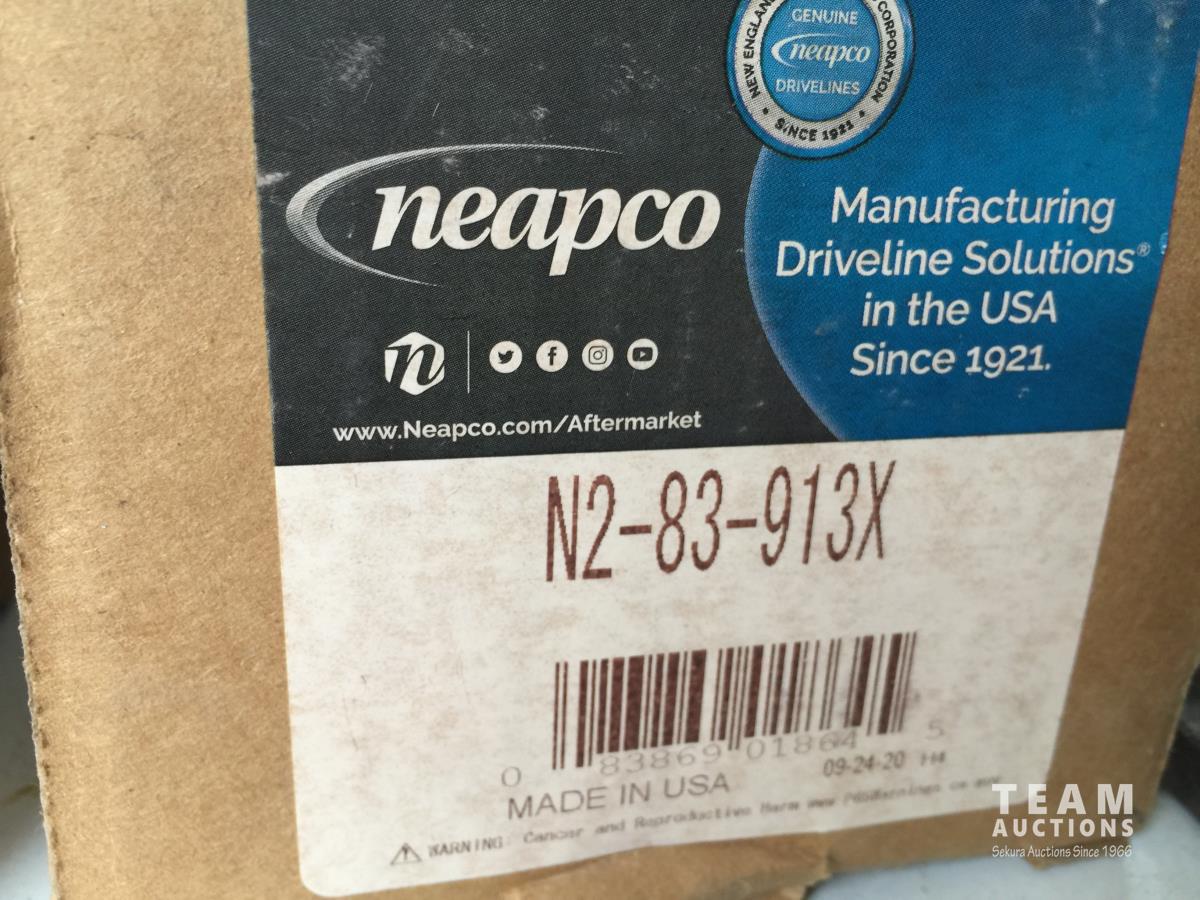 NEW ENGLAND CORPORATION
GENUINE
neapco
DRIVELINES
SINCE 1921
neapco
Manufacturing
Driveline Solutions®
in the USA
Since 1921.
n
www.Neapco.com/Aftermarket
N2-83-913X
0 83869 01864 5
09-24-20
MADE IN USA
WARNING: Cancer and Reproductive Harm
TEAM
AUCTIONS
Sekura Auctions Since 1966